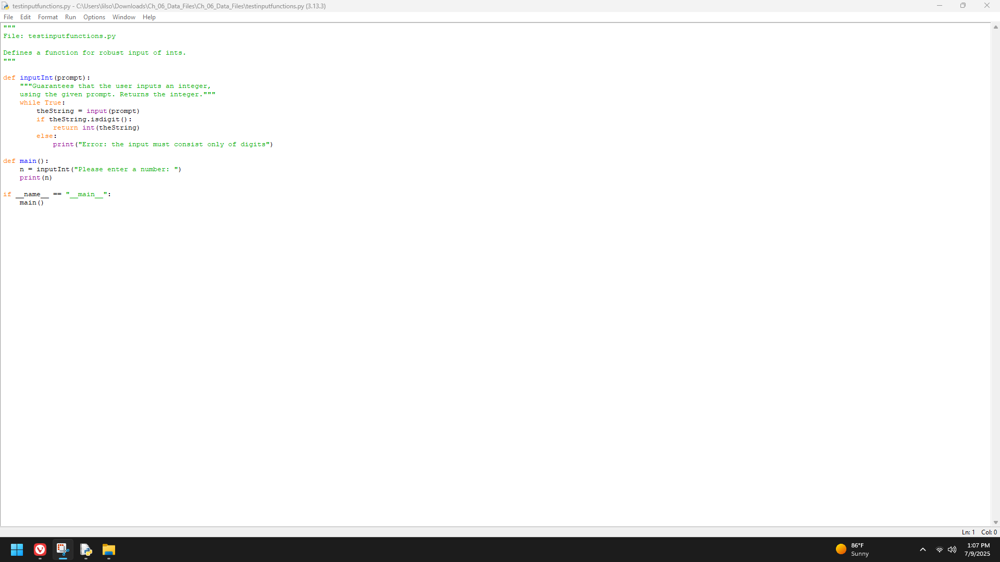 testinputfunctions.py - C:\Users\lilso\Downloads\Ch_06_Data_Files\Ch_06_Data_Files\testinputfunctions.py (3.13.3)
File Edit Format Run Options Window Help
"""
File: testinputfunctions.py

Defines a function for robust input of ints.
"""

def inputInt(prompt):
    """Guarantees that the user inputs an integer,
    using the given prompt. Returns the integer."""
    while True:
        theString = input(prompt)
        if theString.isdigit():
            return int(theString)
        else:
            print("Error: the input must consist only of digits")

def main():
    n = inputInt("Please enter a number: ")
    print(n)

if __name__ == "__main__":
    main()
Ln: 1 Col: 0
86°F
Sunny
1:07 PM
7/9/2025